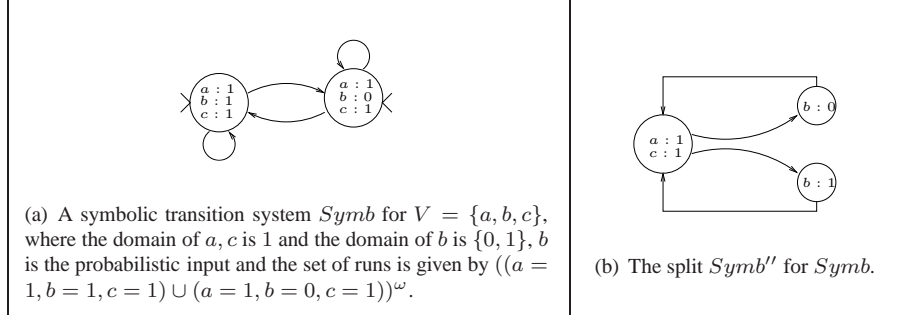 a : 1
b : 1
c : 1
a : 1
b : 0
c : 1
(a) A symbolic transition system Symb for V = {a, b, c},
where the domain of a, c is 1 and the domain of b is {0, 1}, b
is the probabilistic input and the set of runs is given by ((a =
1, b = 1, c = 1) ∪ (a = 1, b = 0, c = 1))^ω.
a : 1
c : 1
b : 0
b : 1
(b) The split Symb′′ for Symb.